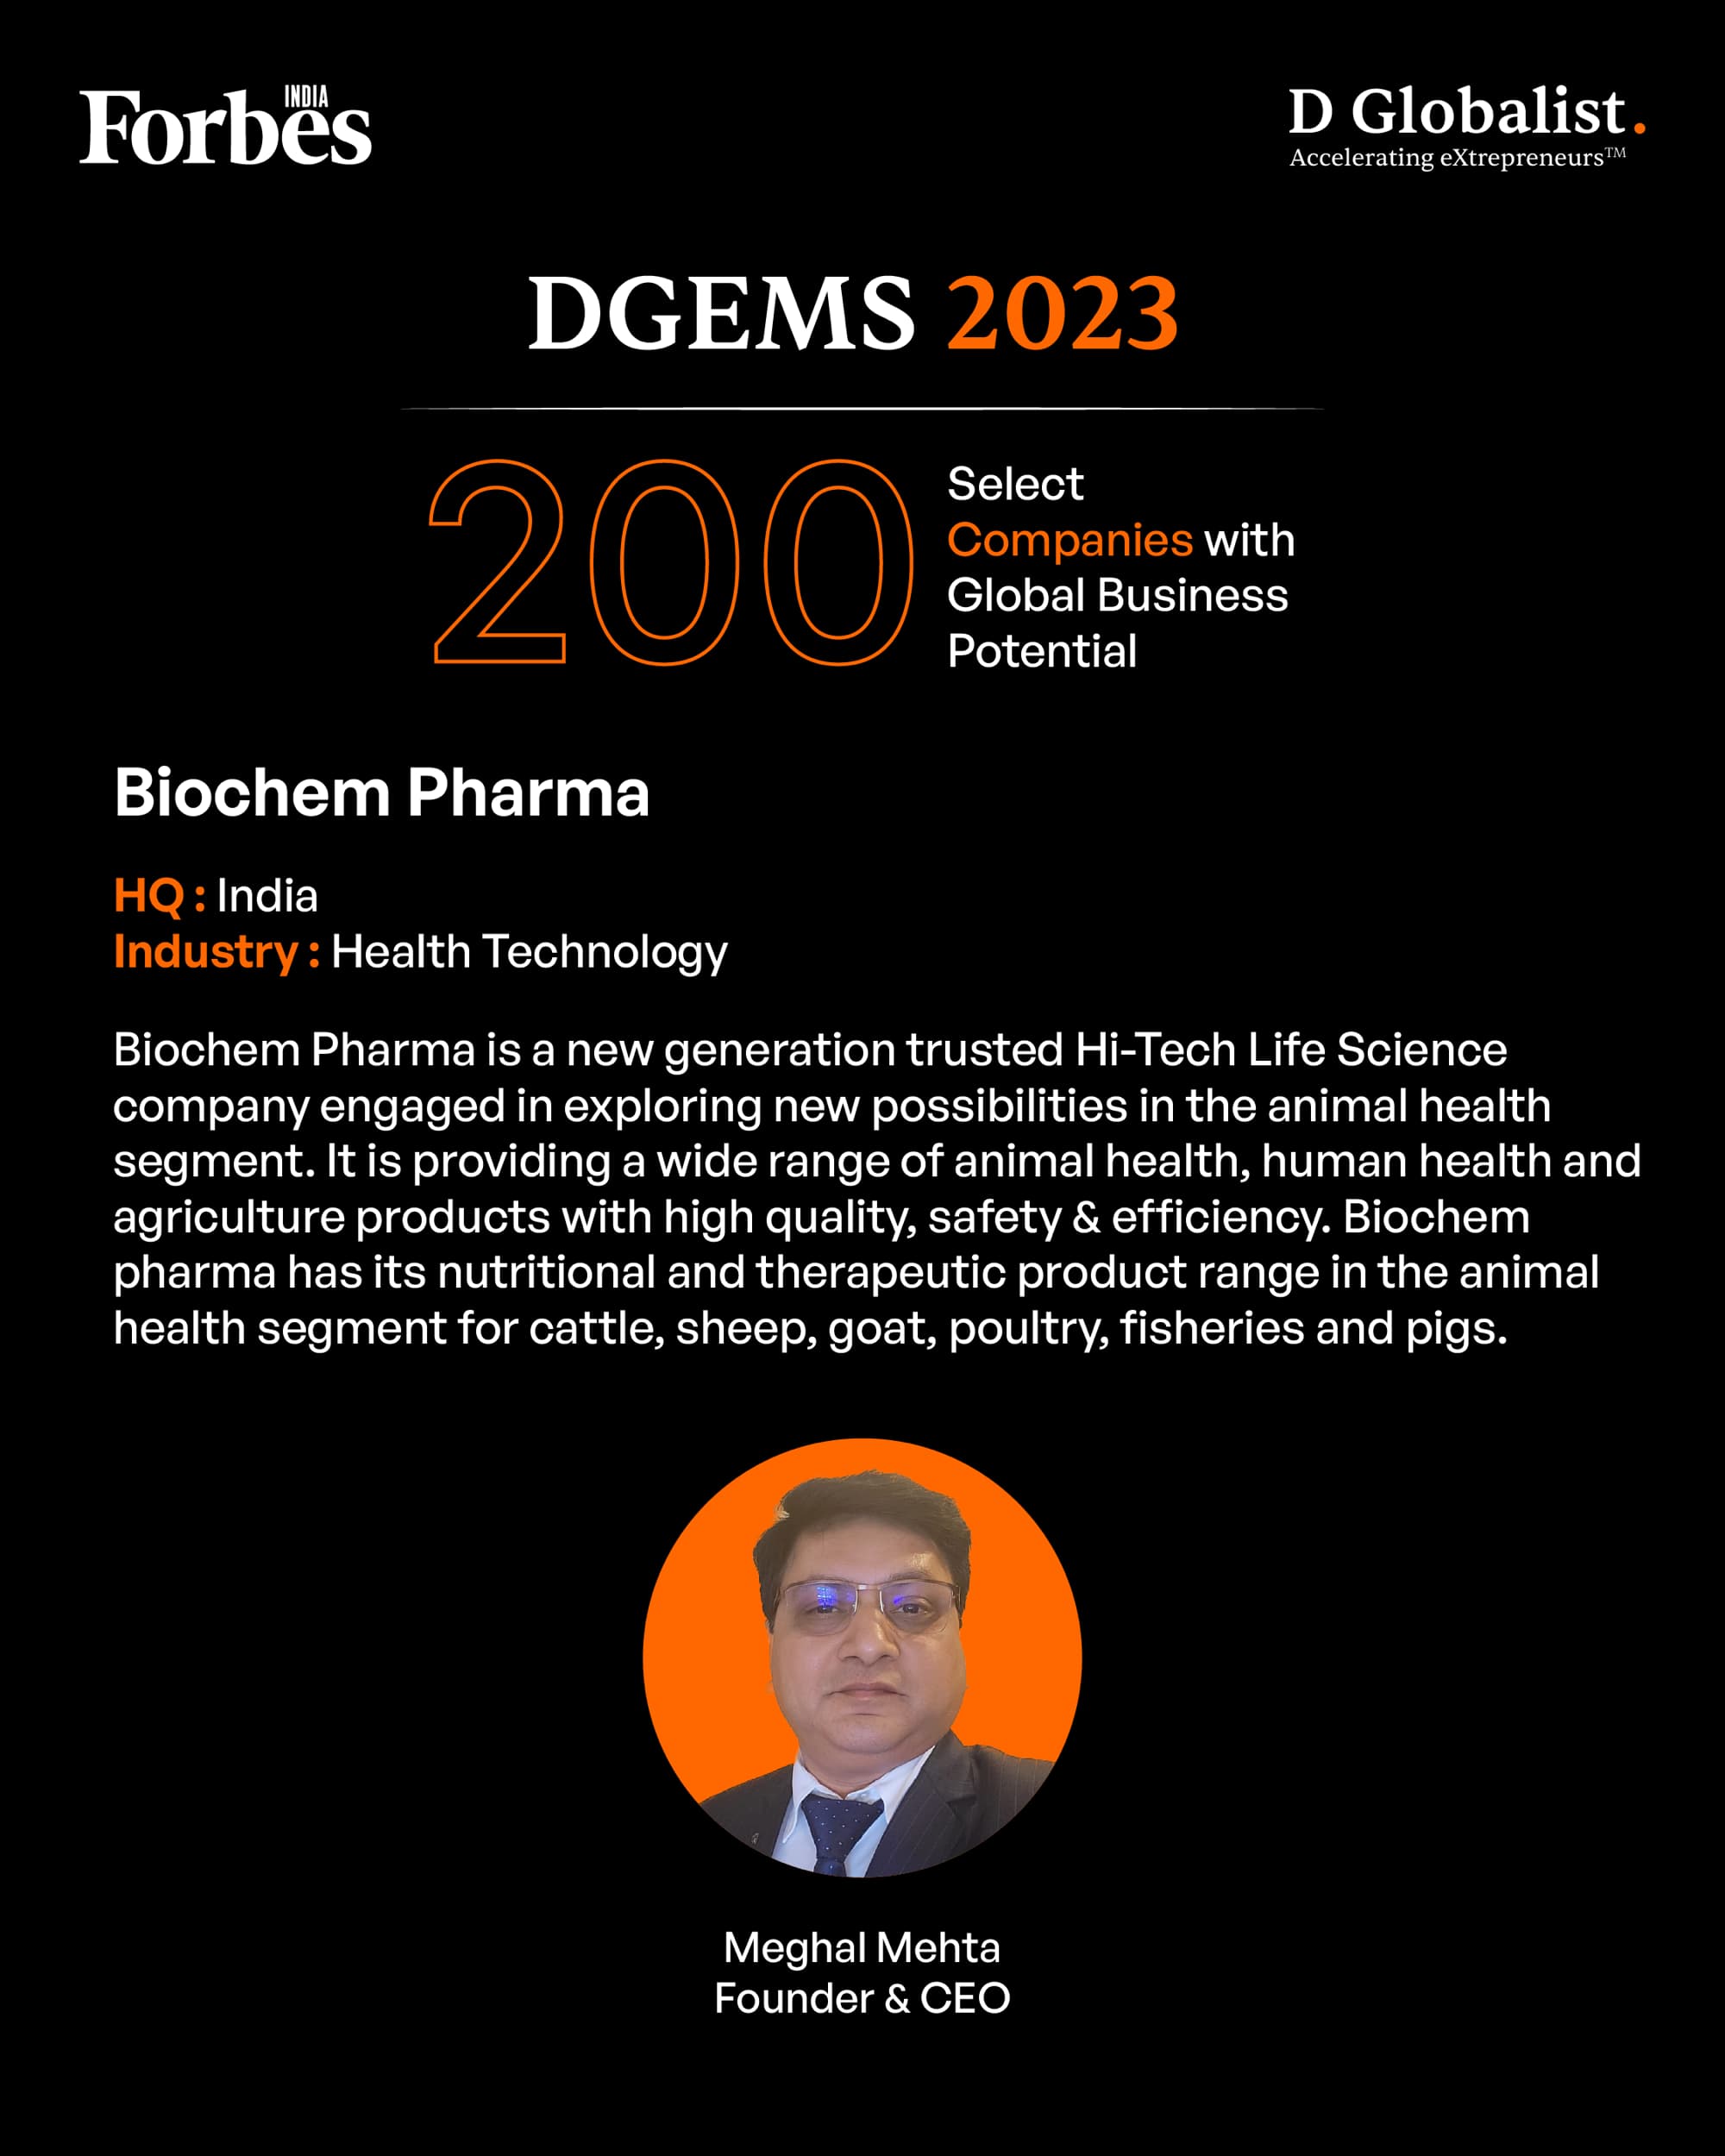 Forbes INDIA
D Globalist.
Accelerating eXtrepreneurs™
DGEMS 2023
200
Select
Companies with
Global Business
Potential
Biochem Pharma
HQ : India
Industry : Health Technology
Biochem Pharma is a new generation trusted Hi-Tech Life Science
company engaged in exploring new possibilities in the animal health
segment. It is providing a wide range of animal health, human health and
agriculture products with high quality, safety & efficiency. Biochem
pharma has its nutritional and therapeutic product range in the animal
health segment for cattle, sheep, goat, poultry, fisheries and pigs.
Meghal Mehta
Founder & CEO